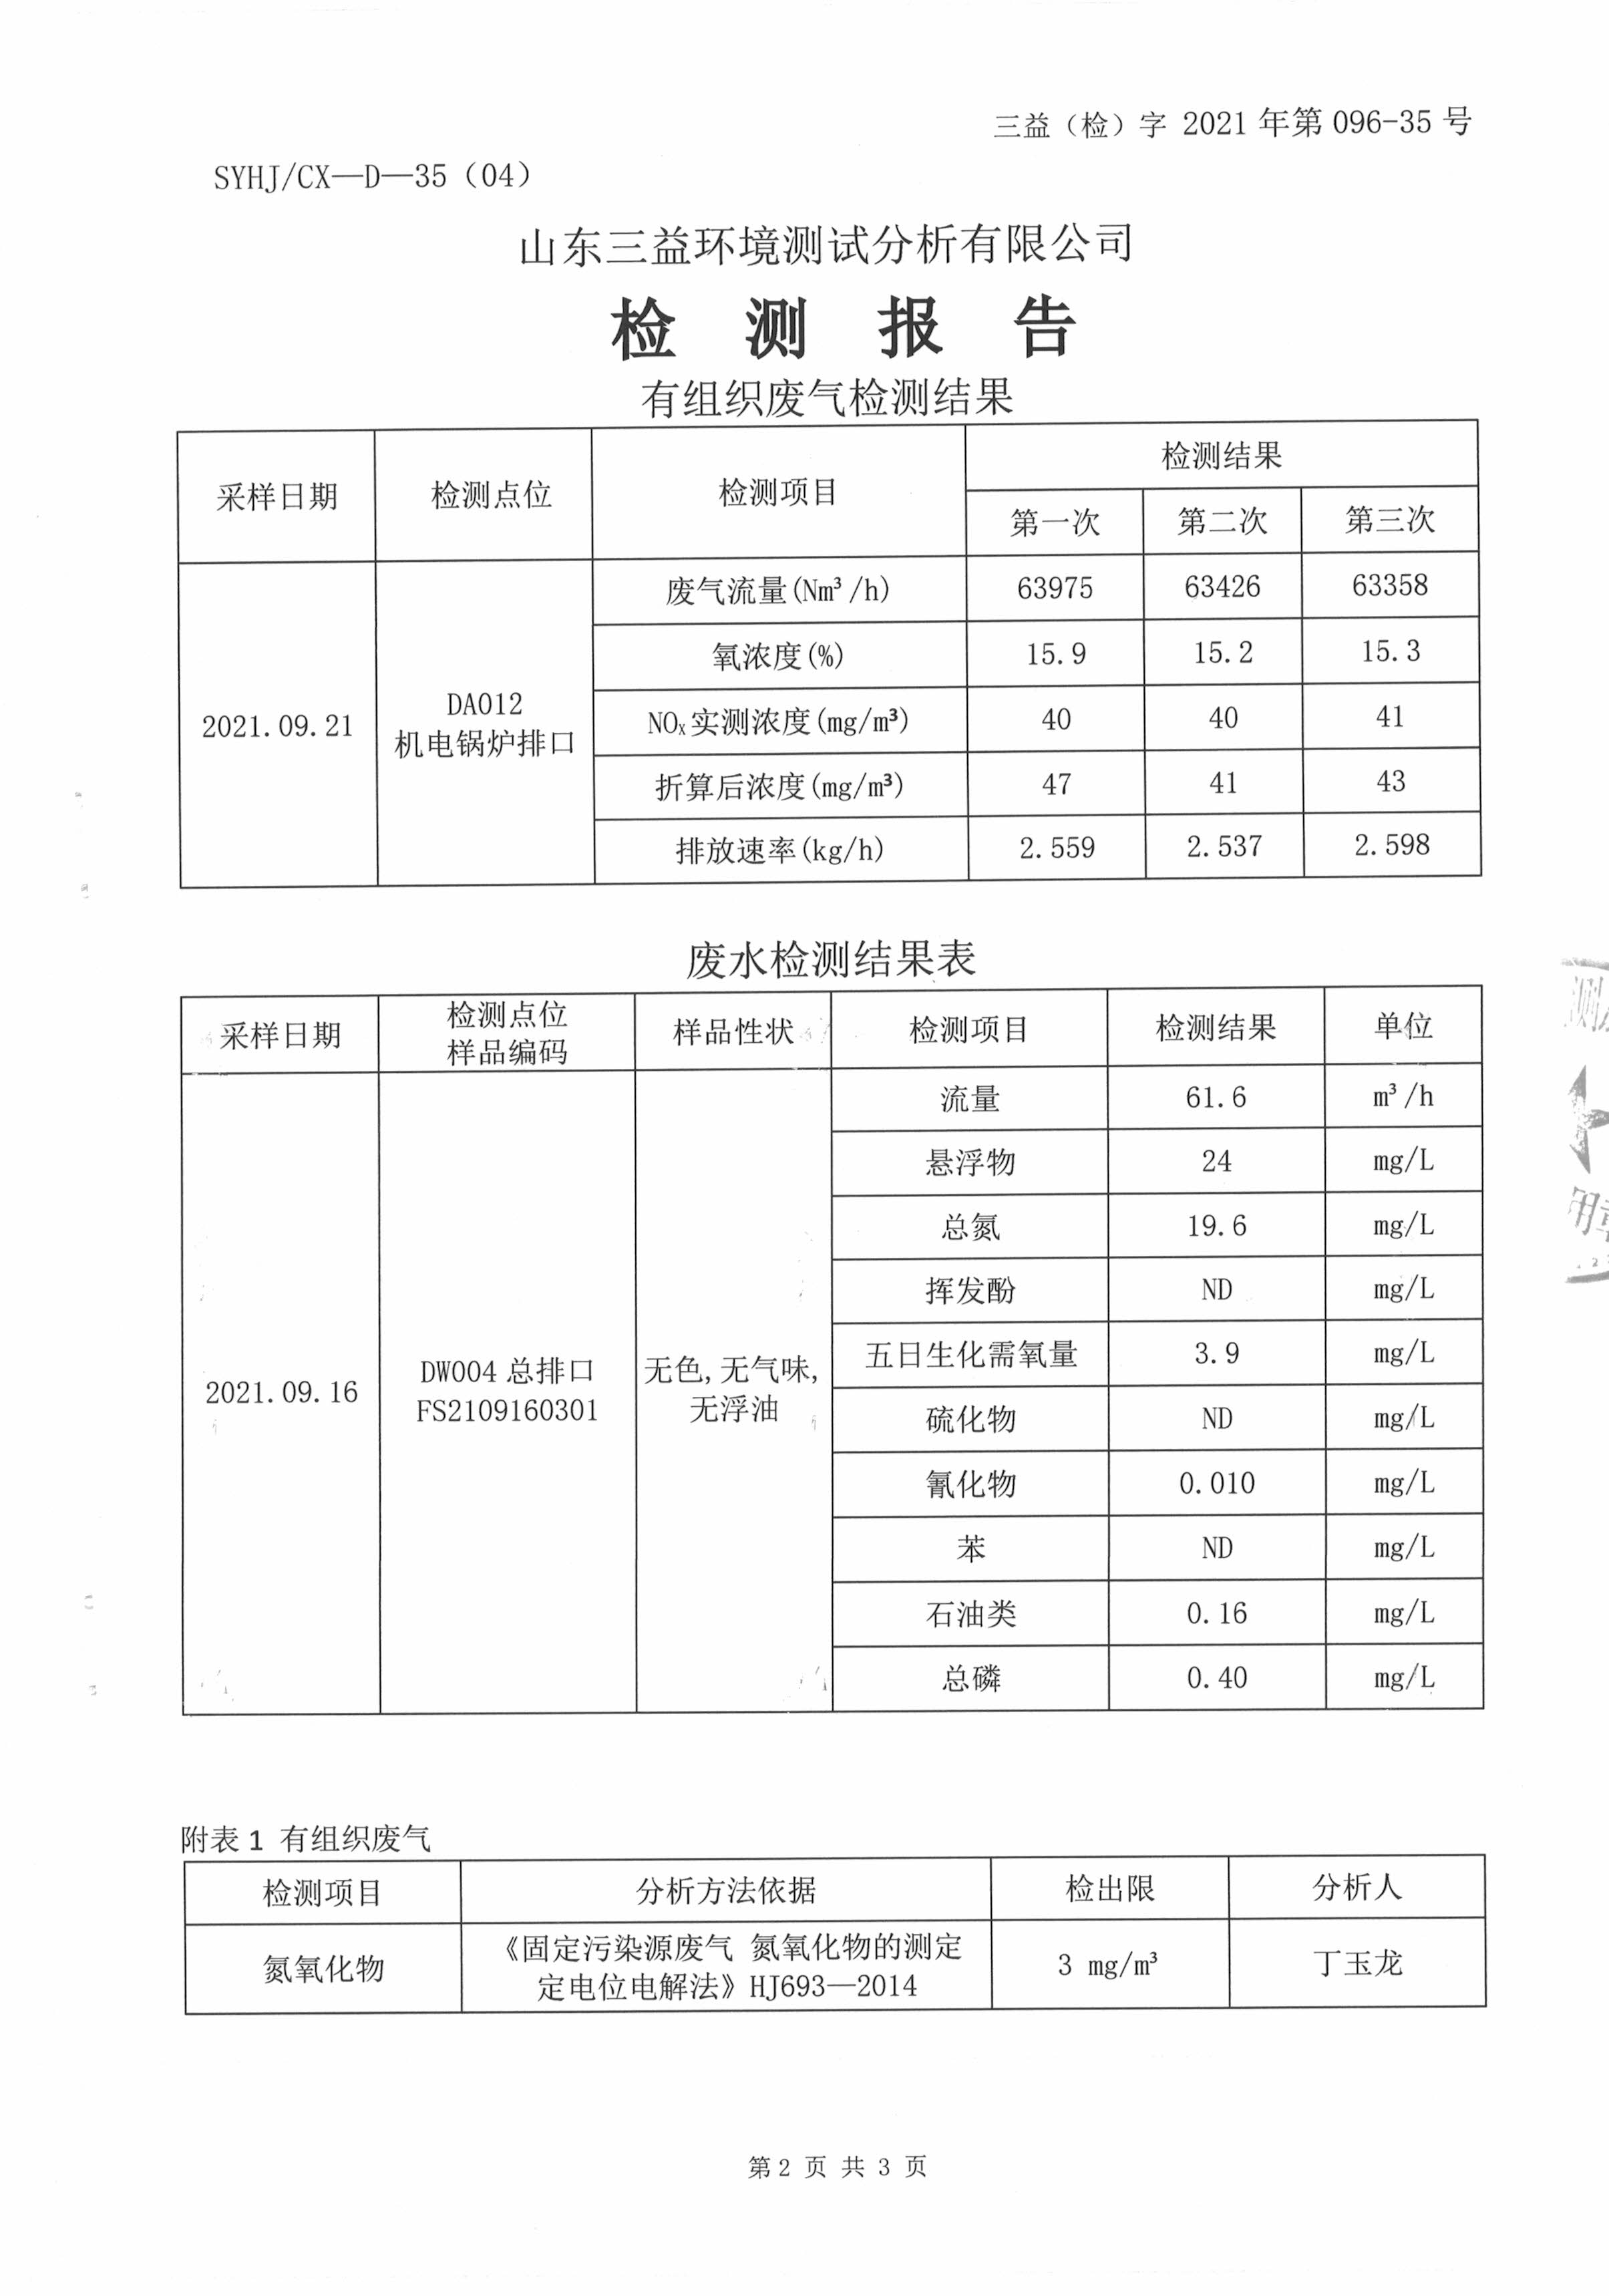 三益（检）字 2021 年第 096-35 号
SYHJ/CX—D—35（04）
山东三益环境测试分析有限公司
检 测 报 告
有组织废气检测结果
采样日期 检测点位 检测项目 检测结果
第一次 第二次 第三次
2021.09.21 DA012 机电锅炉排口
废气流量(Nm³/h) 63975 63426 63358
氧浓度(%) 15.9 15.2 15.3
NOx实测浓度(mg/m³) 40 40 41
折算后浓度(mg/m³) 47 41 43
排放速率(kg/h) 2.559 2.537 2.598
废水检测结果表
采样日期 检测点位 样品编码 样品性状 检测项目 检测结果 单位
2021.09.16 DW004 总排口 FS2109160301 无色,无气味,无浮油
流量 61.6 m³/h
悬浮物 24 mg/L
总氮 19.6 mg/L
挥发酚 ND mg/L
五日生化需氧量 3.9 mg/L
硫化物 ND mg/L
氰化物 0.010 mg/L
苯 ND mg/L
石油类 0.16 mg/L
总磷 0.40 mg/L
附表 1 有组织废气
检测项目 分析方法依据 检出限 分析人
氮氧化物 《固定污染源废气 氮氧化物的测定 定电位电解法》HJ693—2014 3 mg/m³ 丁玉龙
第 2 页 共 3 页